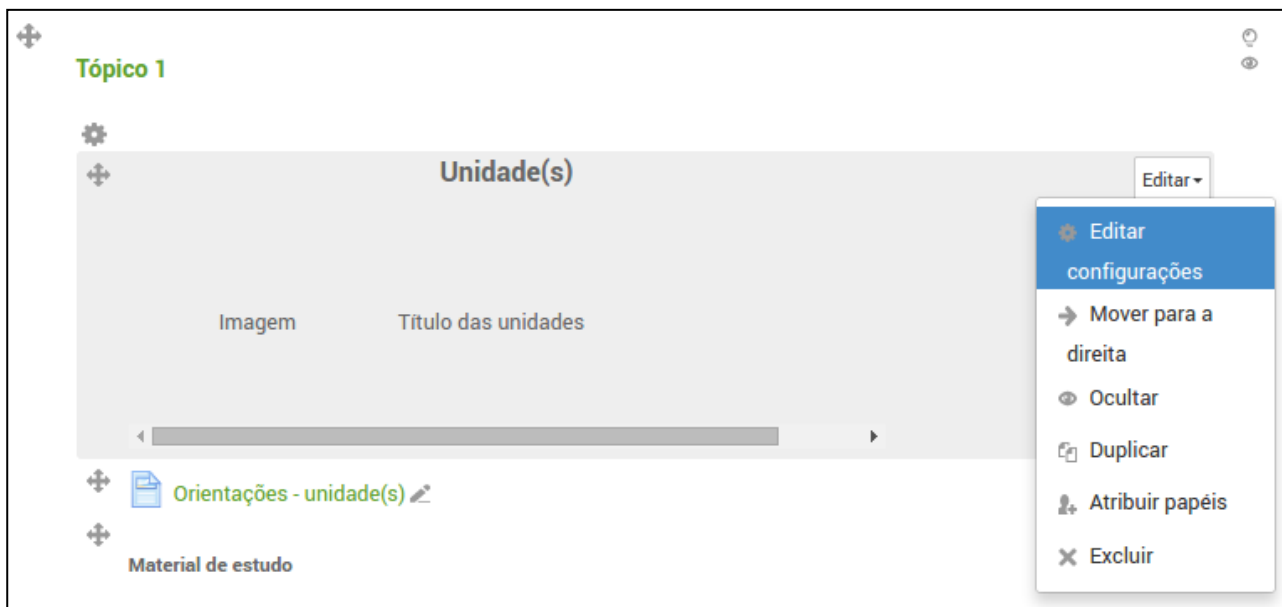 Tópico 1
Unidade(s)
Editar
Editar
configurações
Mover para a
direita
Imagem Título das unidades
Ocultar
Duplicar
Orientações - unidade(s)
Atribuir papéis
Material de estudo
Excluir